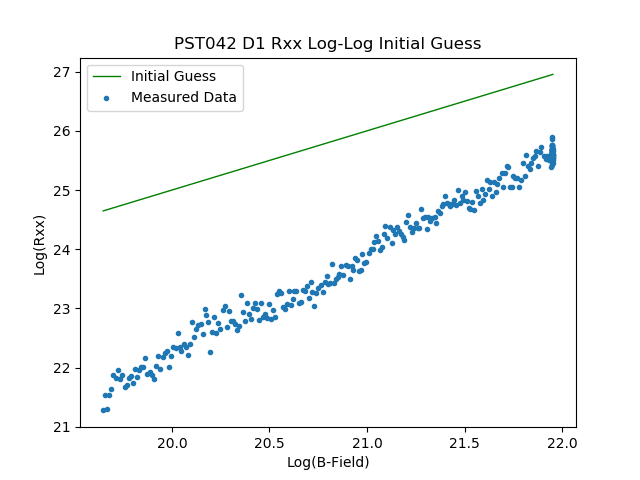 PST042 D1 Rxx Log-Log Initial Guess
Initial Guess
Measured Data
27
26
25
24
23
22
21
Log(Rxx)
20.0 20.5 21.0 21.5 22.0
Log(B-Field)